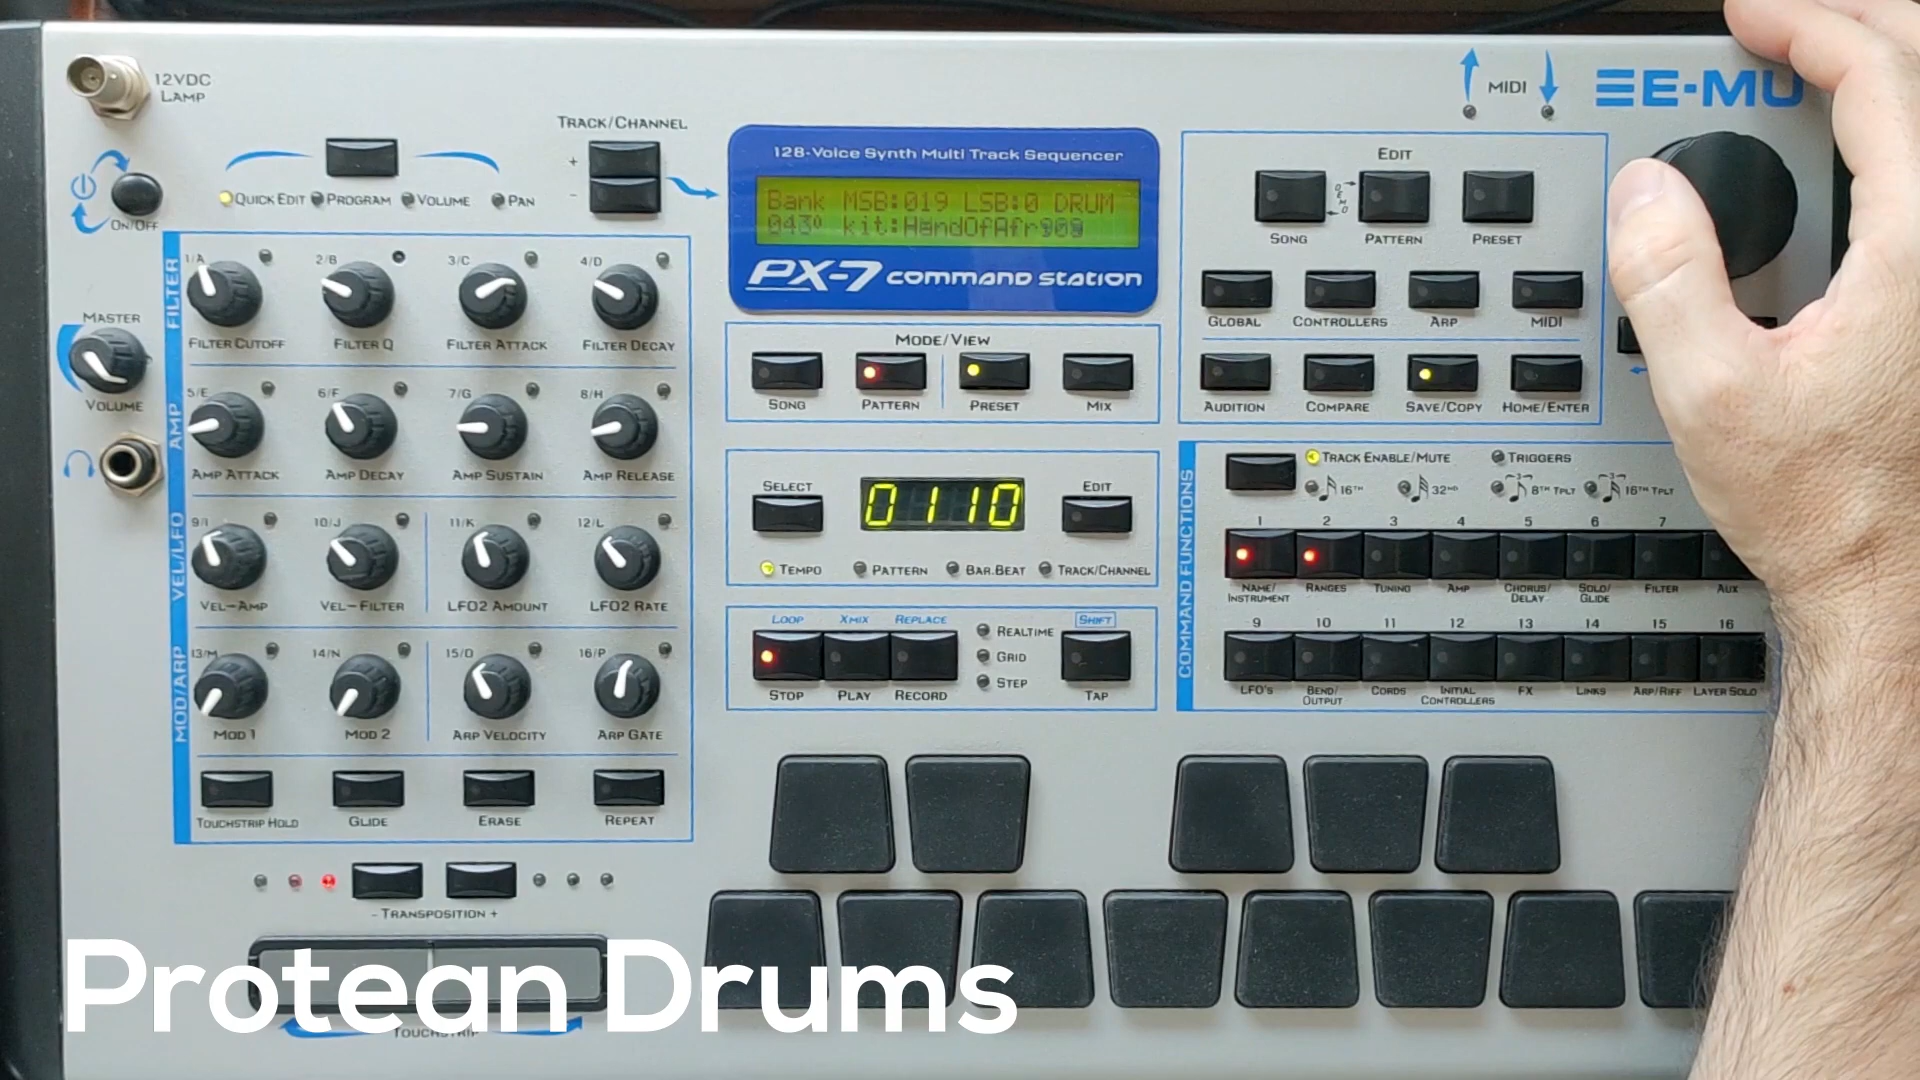 12VDC
LAMP
ON/OFF
MASTER
VOLUME
QUICK EDIT PROGRAM VOLUME PAN
TRACK/CHANNEL
+
-
FILTER
1/A 2/B 3/C 4/D
FILTER CUTOFF FILTER Q FILTER ATTACK FILTER DECAY
AMP
5/E 6/F 7/G 8/H
AMP ATTACK AMP DECAY AMP SUSTAIN AMP RELEASE
VEL/LFO
9/I 10/J 11/K 12/L
VEL-AMP VEL-FILTER LFO2 AMOUNT LFO2 RATE
MOD/ARP
13/M 14/N 15/O 16/P
MOD 1 MOD 2 ARP VELOCITY ARP GATE
TOUCHSTRIP HOLD GLIDE ERASE REPEAT
- TRANSPOSITION +
TOUCHSTRIP
128-Voice Synth Multi Track Sequencer
Bank MSB:019 LSB:0 DRUM
kit:
PX-7 COMMAND STATION
MODE/VIEW
SONG PATTERN PRESET MIX
SELECT EDIT
0110
TEMPO PATTERN BAR.BEAT TRACK/CHANNEL
LOOP XMIX REPLACE
STOP PLAY RECORD
REALTIME
GRID
STEP
SHIFT
TAP
MIDI
E-MU
EDIT
DEMO
SONG PATTERN PRESET
GLOBAL CONTROLLERS ARP MIDI
AUDITION COMPARE SAVE/COPY HOME/ENTER
COMMAND FUNCTIONS
TRACK ENABLE/MUTE TRIGGERS
16TH 32ND 3 8TH TPLT 3 16TH TPLT
1 2 3 4 5 6 7
NAME/INSTRUMENT RANGES TUNING AMP CHORUS/DELAY SOLO/GLIDE FILTER AUX
9 10 11 12 13 14 15 16
LFO'S BEND/OUTPUT CORDS INITIAL CONTROLLERS FX LINKS ARP/RIFF LAYER SOLO
Protean Drums